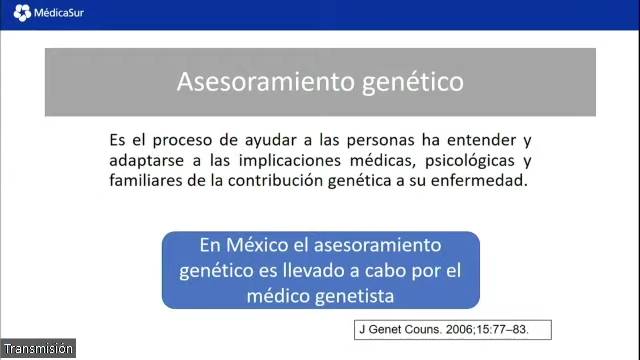 MédicaSur
Asesoramiento genético
Es el proceso de ayudar a las personas ha entender y
adaptarse a las implicaciones médicas, psicológicas y
familiares de la contribución genética a su enfermedad.
En México el asesoramiento
genético es llevado a cabo por el
médico genetista
J Genet Couns. 2006;15:77–83.
Transmisión